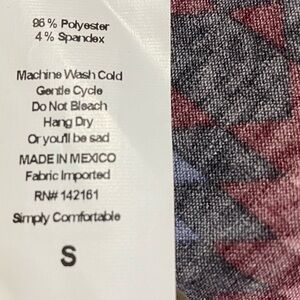 96 % Polyester
4 % Spandex
Machine Wash Cold
Gentle Cycle
Do Not Bleach
Hang Dry
Or you'll be sad
MADE IN MEXICO
Fabric Imported
RN# 142161
Simply Comfortable
S